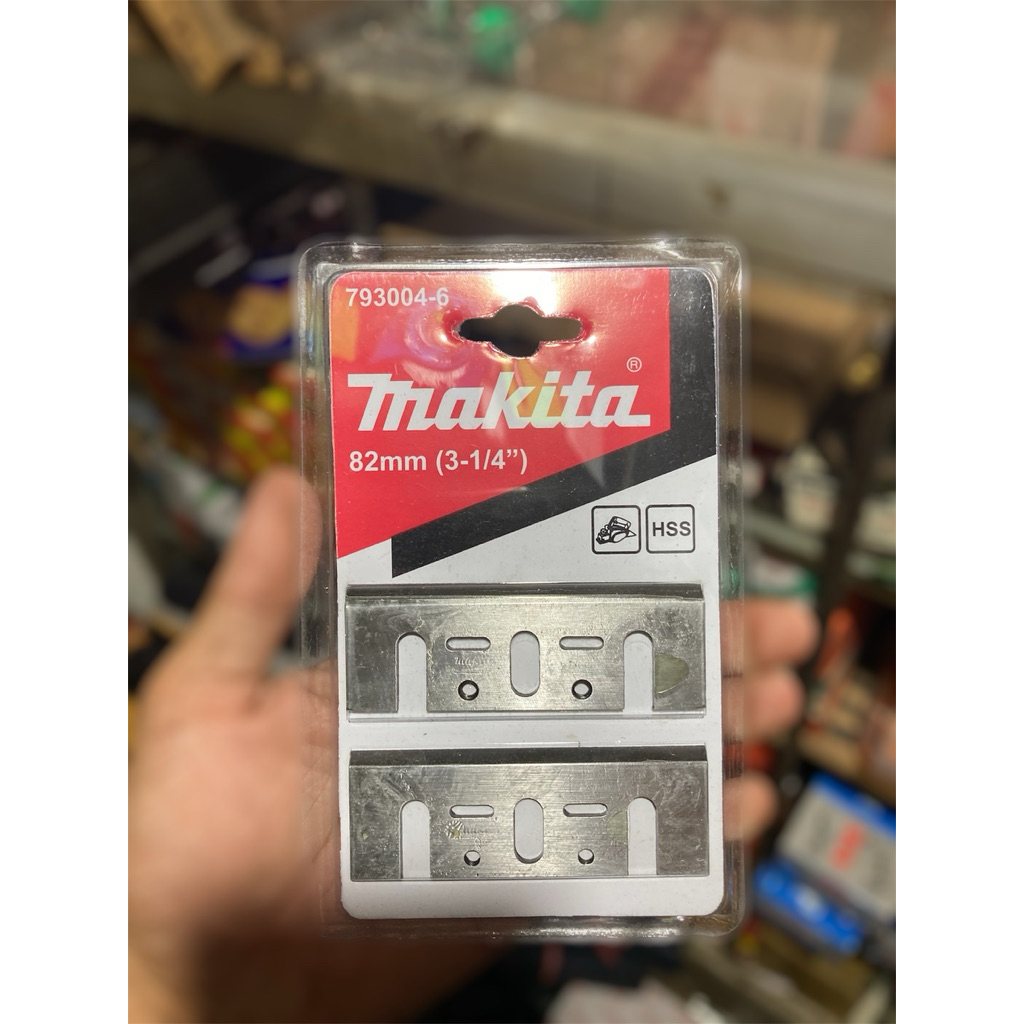 793004-6
makita®
82mm (3-1/4”)
HSS